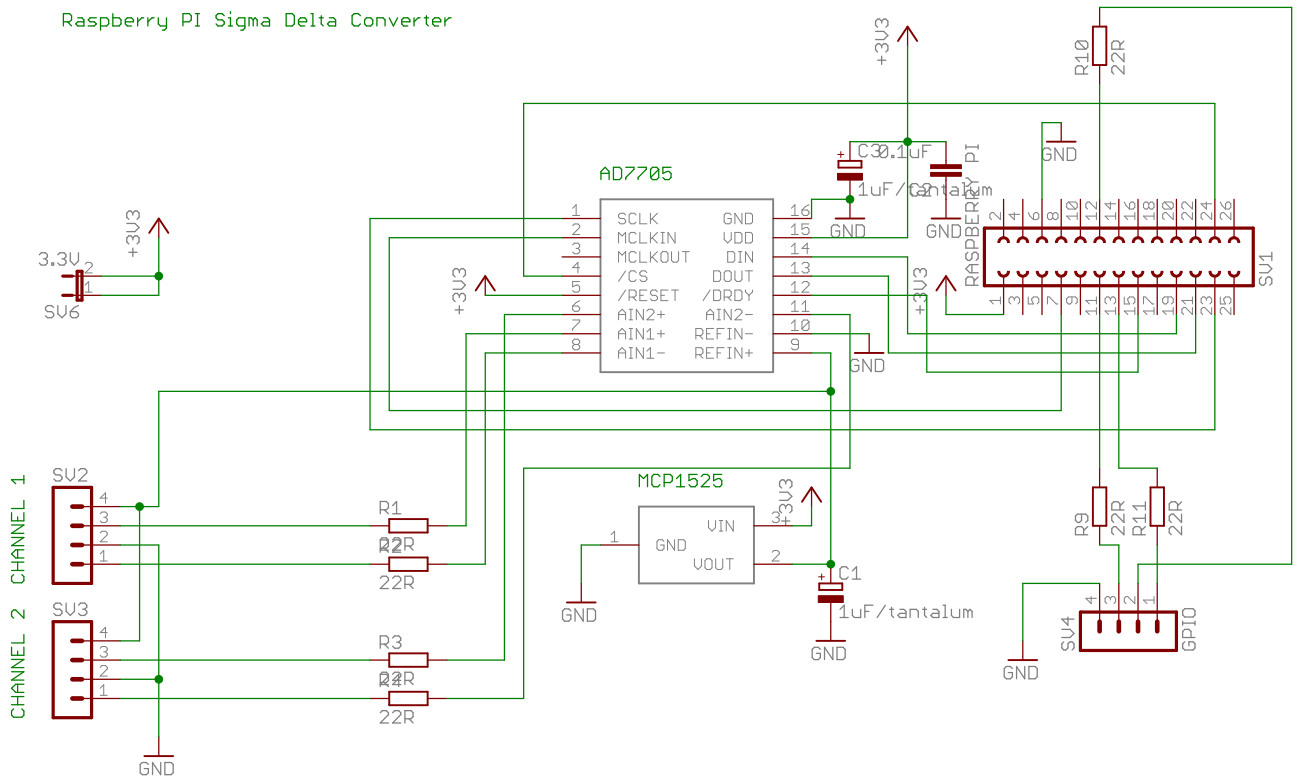 Raspberry PI Sigma Delta Converter
+3V3
R10
22R
C3
0.1uF
1uF/tantalum
C2
GND
GND
GND
RASPBERRY PI
2 4 6 8 10 12 14 16 18 20 22 24 26
1 3 5 7 9 11 13 15 17 19 21 23 25
SV1
+3V3
AD7705
1 SCLK GND 16
2 MCLKIN VDD 15
3 MCLKOUT DIN 14
4 /CS DOUT 13
5 /RESET /DRDY 12
6 AIN2+ AIN2- 11
7 AIN1+ REFIN- 10
8 AIN1- REFIN+ 9
+3V3
GND
+3V3
3.3V
2
1
SV6
CHANNEL 1
SV2
4
3
2
1
R1
22R
R2
22R
CHANNEL 2
SV3
4
3
2
1
R3
22R
R4
22R
GND
MCP1525
VIN 3
1 GND
VOUT 2
+3V3
GND
C1
1uF/tantalum
GND
R9
22R
R11
22R
4 3 2 1
SV4
GPIO
GND